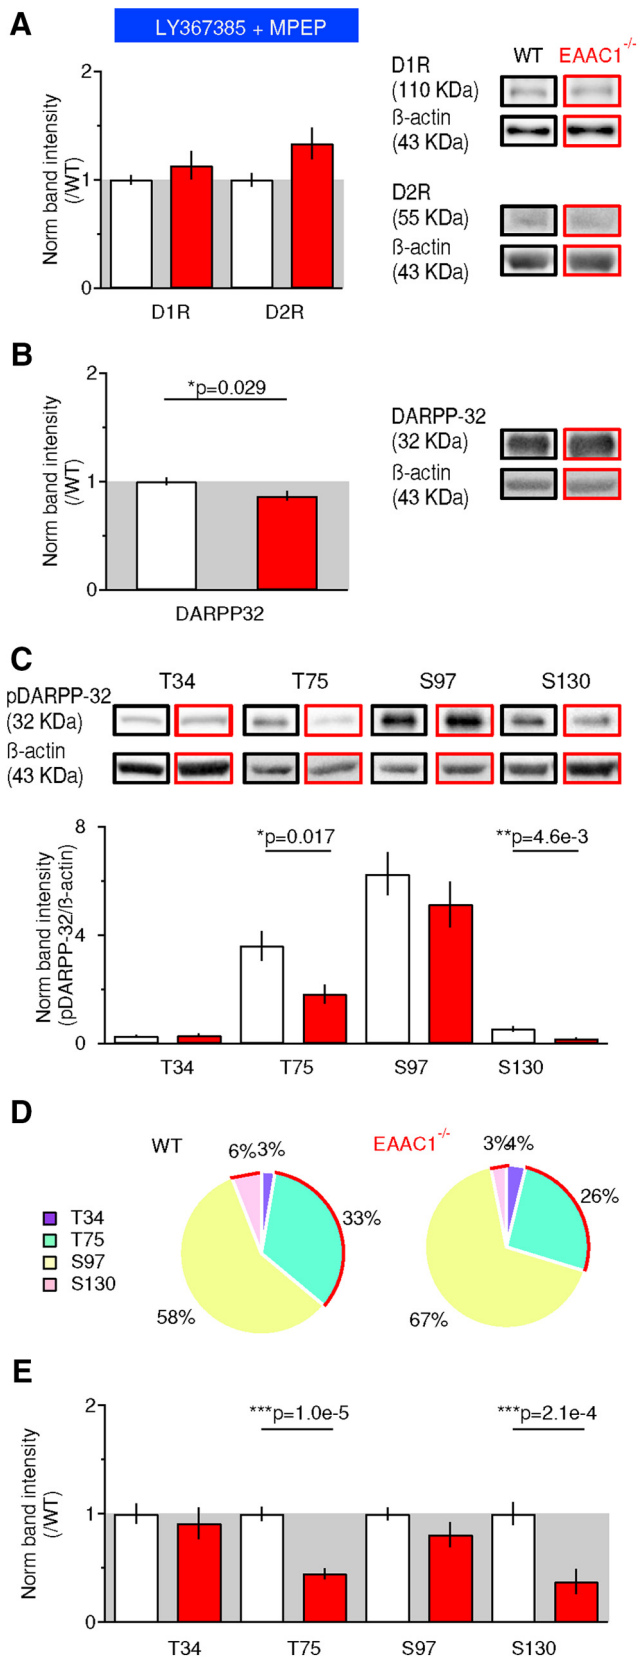 A
LY367385 + MPEP
2
1
0
Norm band intensity
(/WT)
D1R D2R
WT EAAC1-/-
D1R
(110 KDa)
ß-actin
(43 KDa)
D2R
(55 KDa)
ß-actin
(43 KDa)
B
2
1
0
Norm band intensity
(/WT)
*p=0.029
DARPP32
DARPP-32
(32 KDa)
ß-actin
(43 KDa)
C
T34 T75 S97 S130
pDARPP-32
(32 KDa)
ß-actin
(43 KDa)
8
4
0
Norm band intensity
(pDARPP-32/ß-actin)
*p=0.017
**p=4.6e-3
T34 T75 S97 S130
D
WT
EAAC1-/-
T34
T75
S97
S130
6% 3%
33%
58%
3% 4%
26%
67%
E
2
1
0
Norm band intensity
(/WT)
***p=1.0e-5
***p=2.1e-4
T34 T75 S97 S130